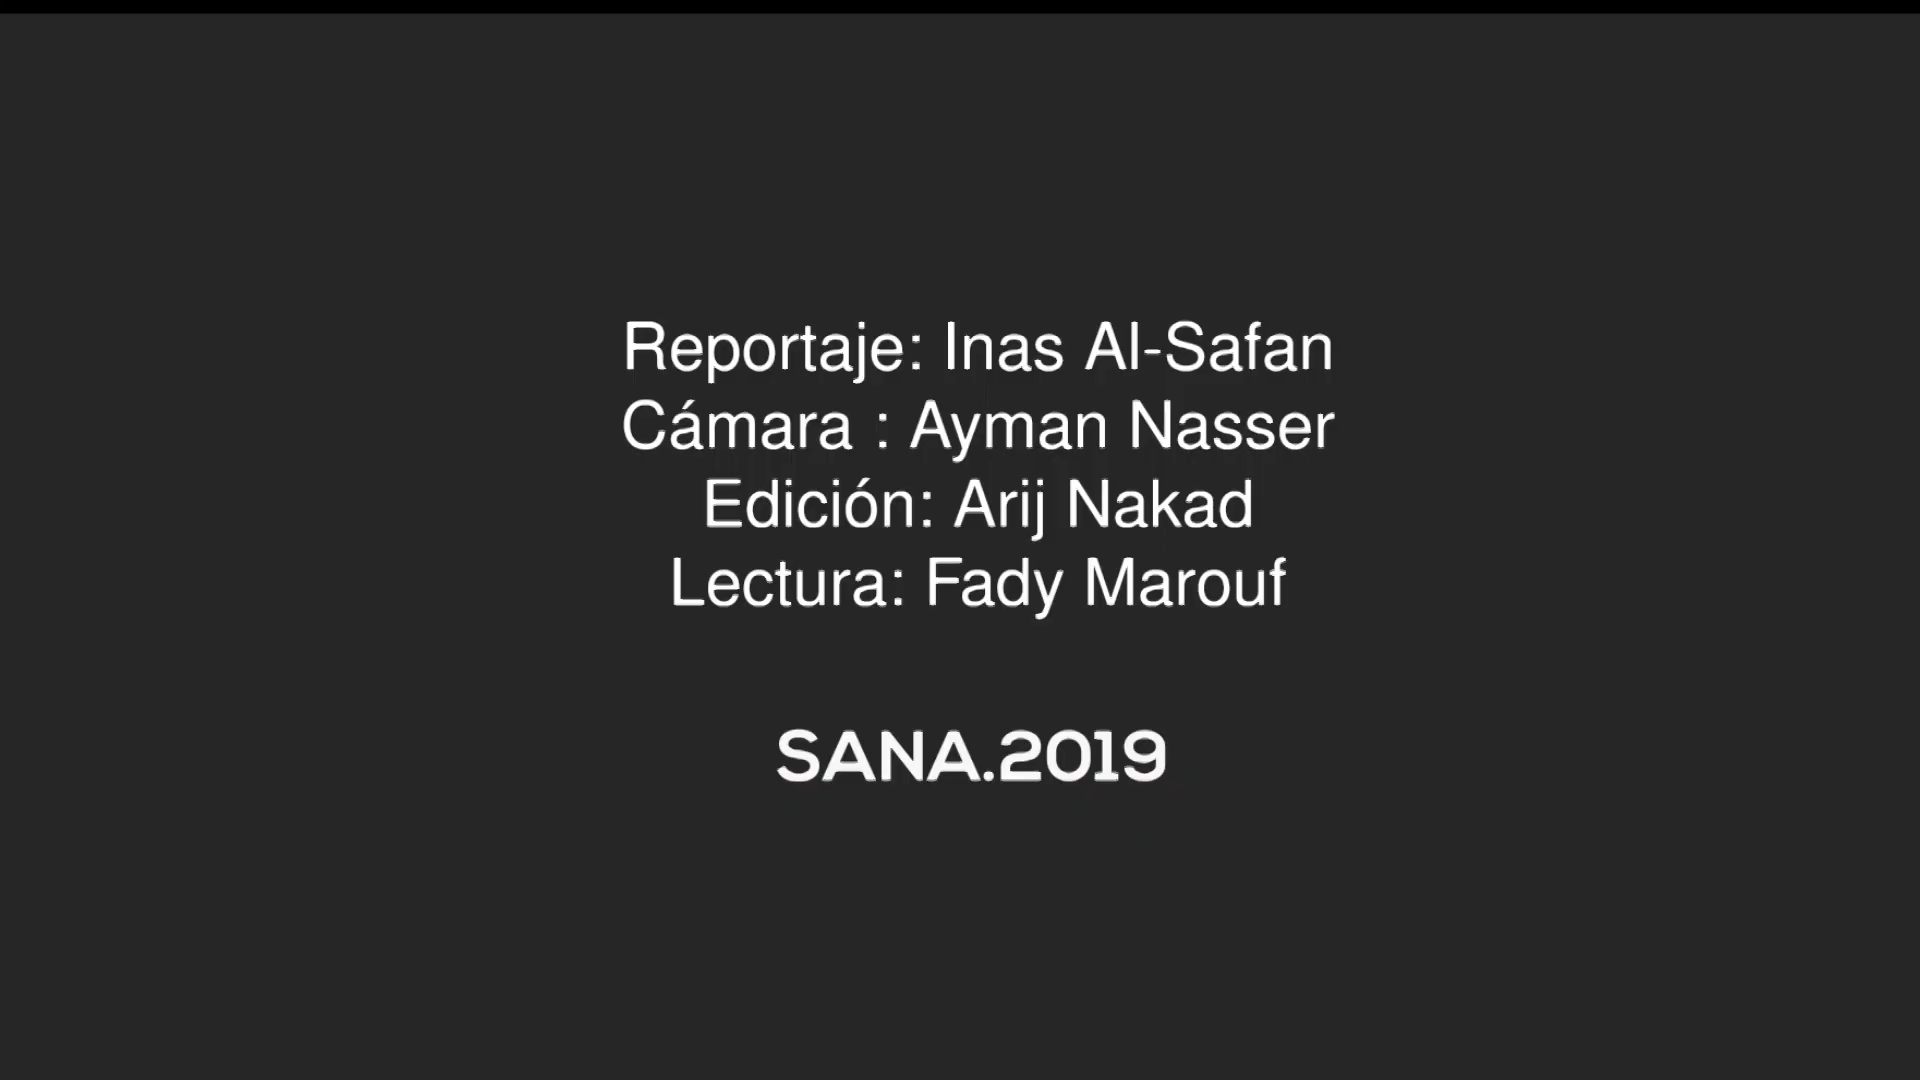 Reportaje: Inas Al-Safan
Cámara : Ayman Nasser
Edición: Arij Nakad
Lectura: Fady Marouf
SANA.2019